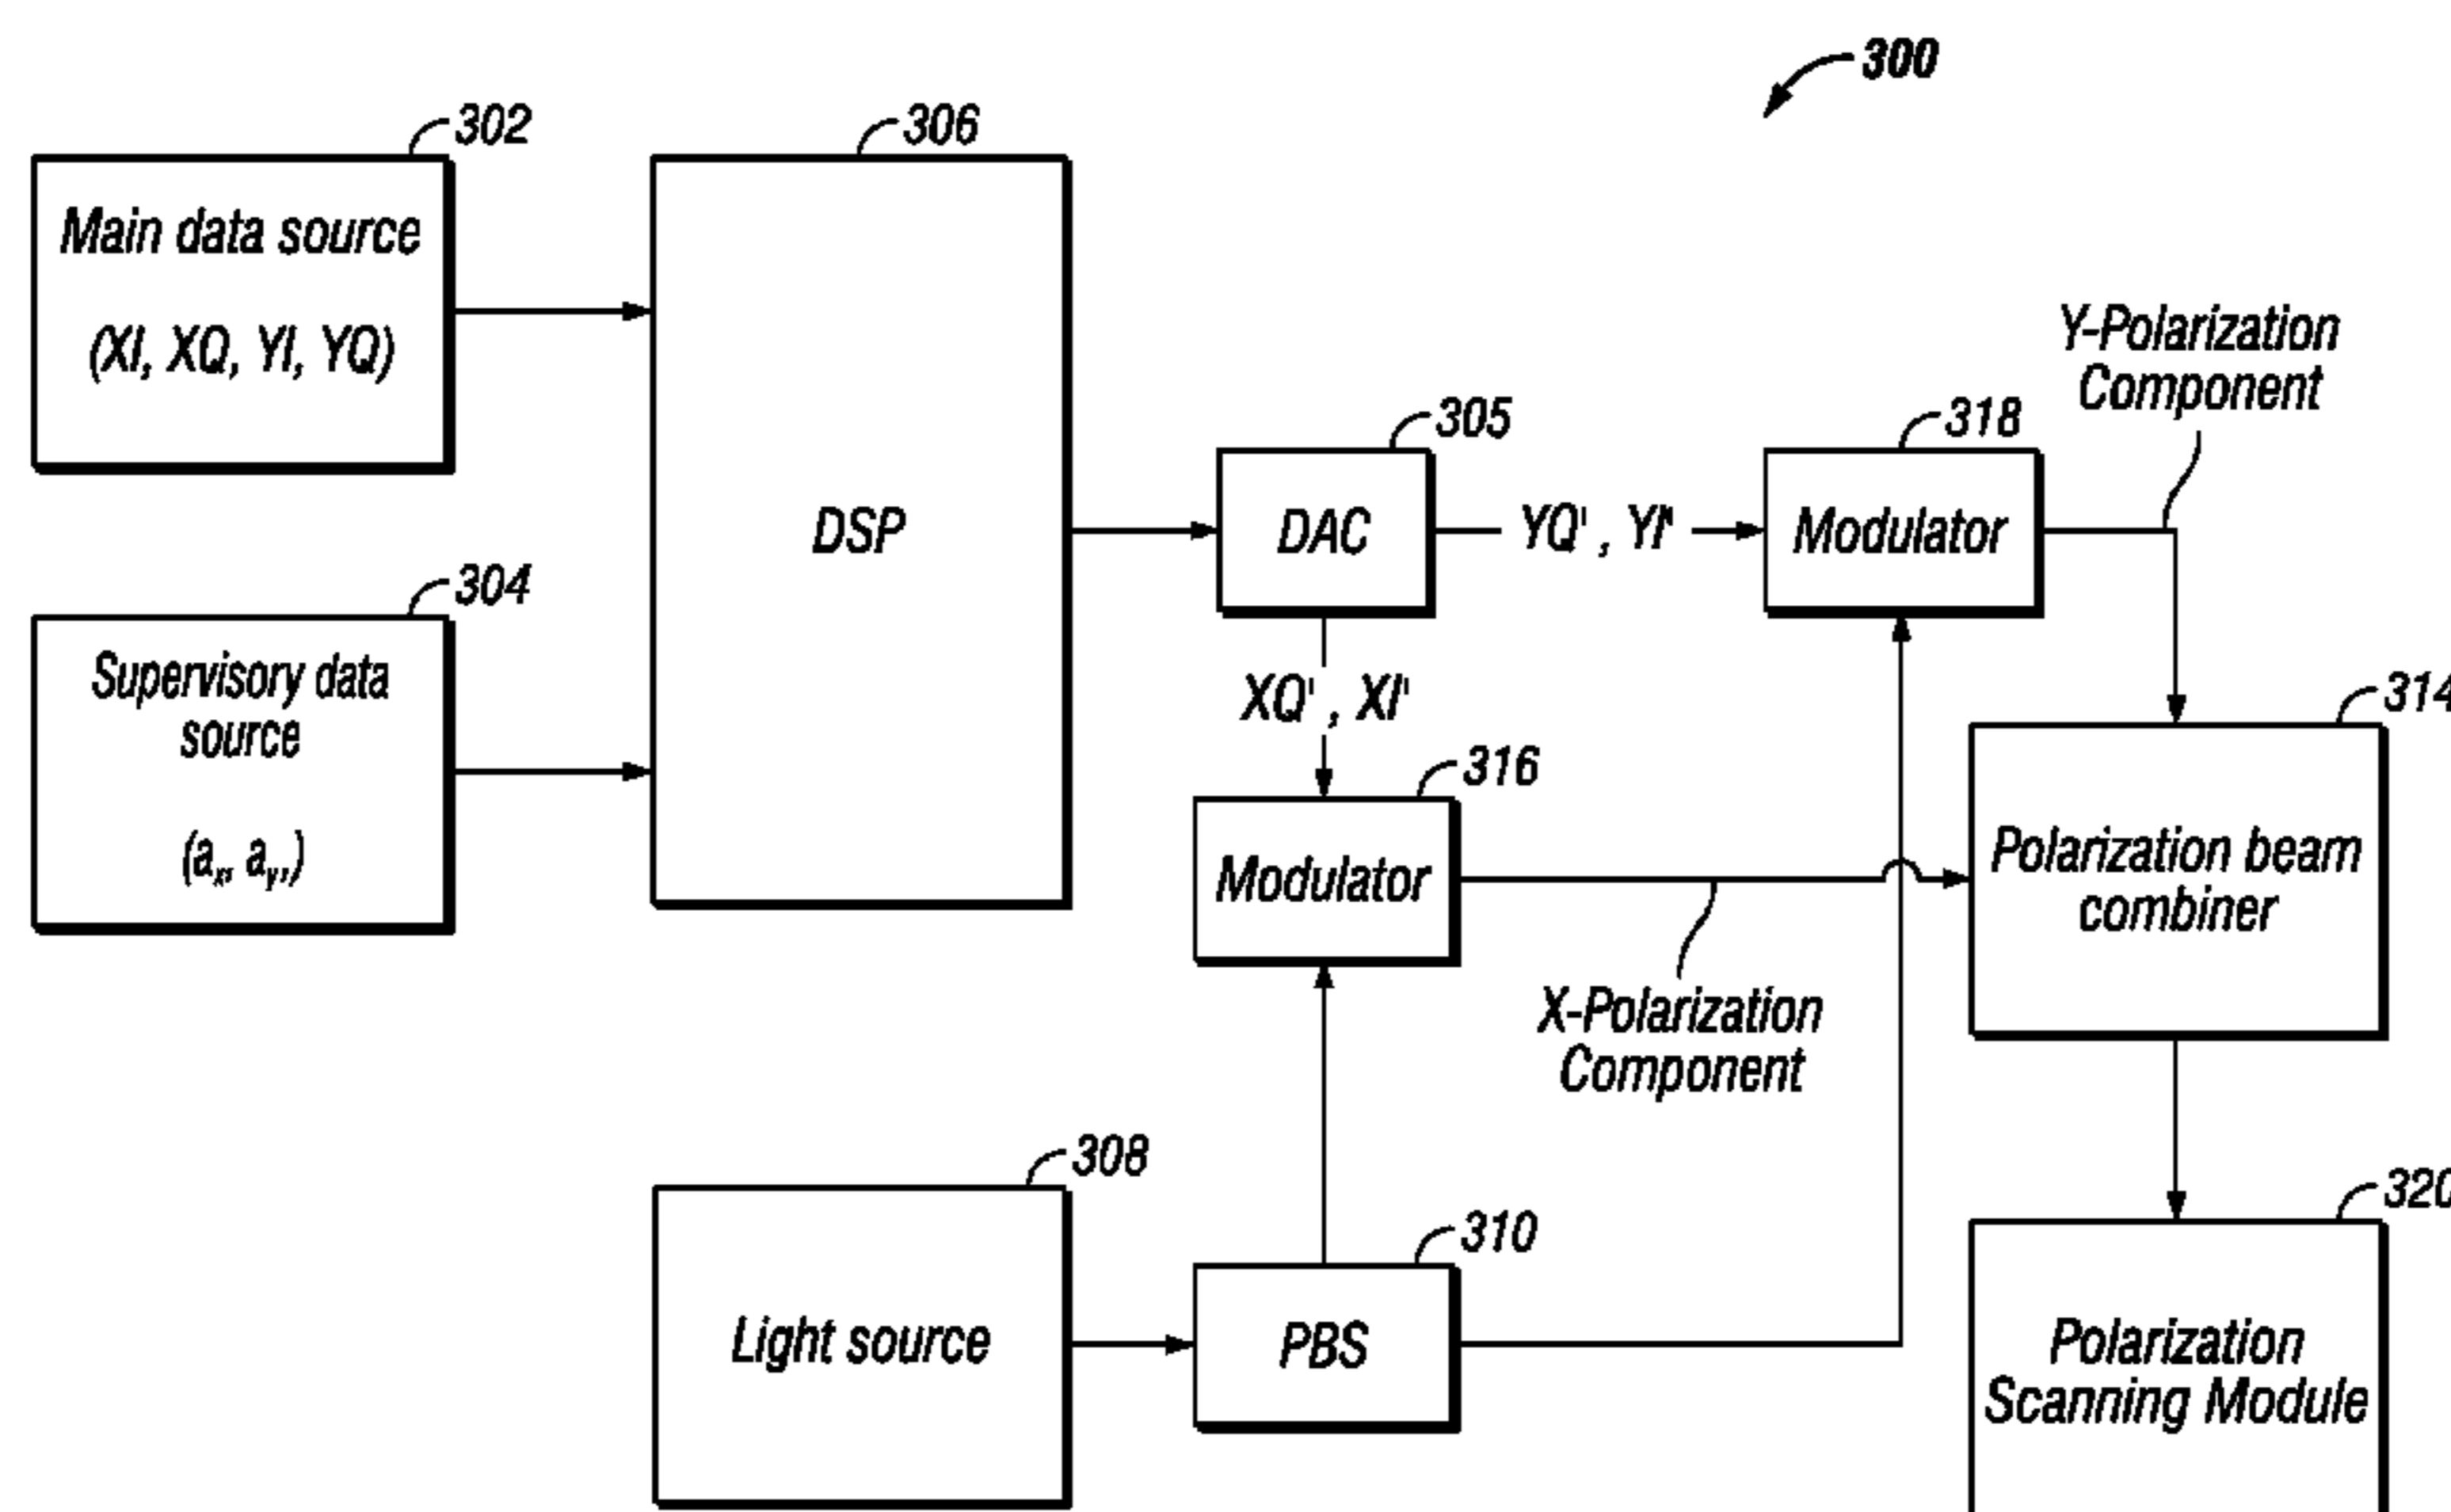 300
302
Main data source
(XI, XQ, YI, YQ)
306
DSP
304
Supervisory data
source
(ax, ay,)
305
DAC
YQ', YI'
318
Modulator
Y-Polarization
Component
XQ', XI'
316
Modulator
X-Polarization
Component
314
Polarization beam
combiner
308
Light source
310
PBS
320
Polarization
Scanning Module